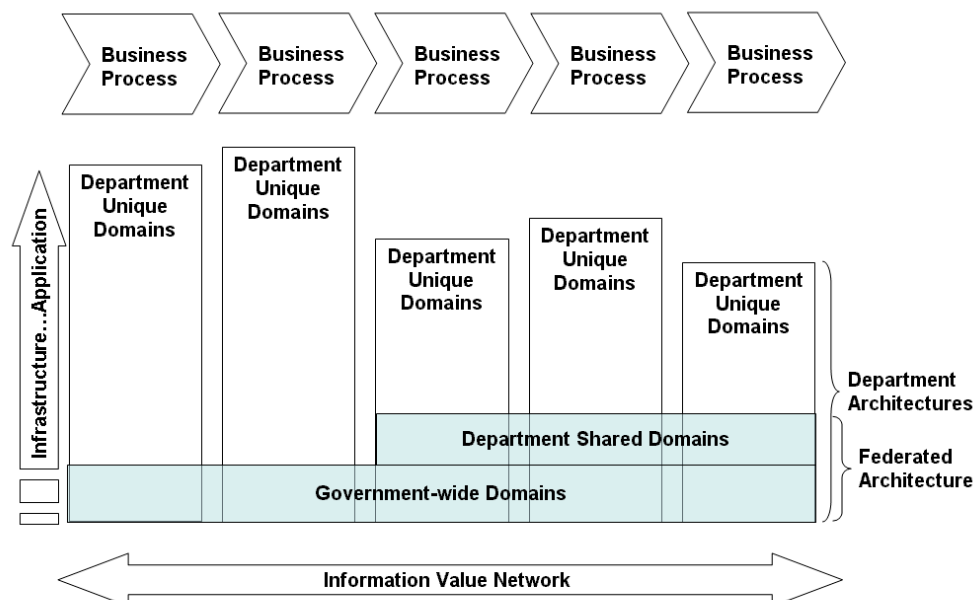 Business
Process
Business
Process
Business
Process
Business
Process
Business
Process
Infrastructure...Application
Department
Unique
Domains
Department
Unique
Domains
Department
Unique
Domains
Department
Unique
Domains
Department
Unique
Domains
Department
Architectures
Department Shared Domains
Federated
Architecture
Government-wide Domains
Information Value Network